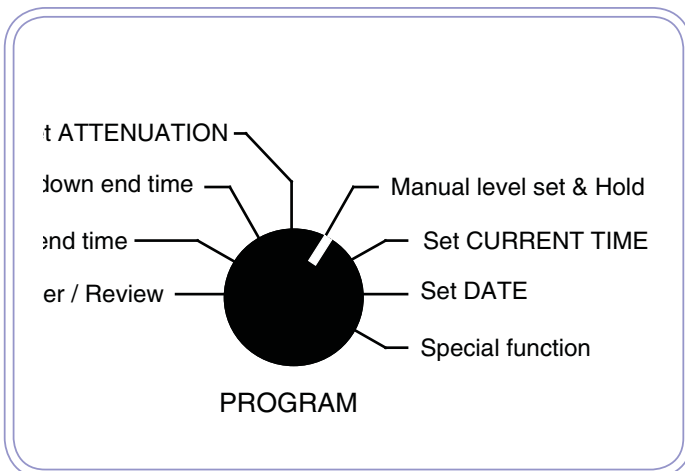 ATTENUATION
down end time
end time
/ Review
Manual level set & Hold
Set CURRENT TIME
Set DATE
Special function
PROGRAM